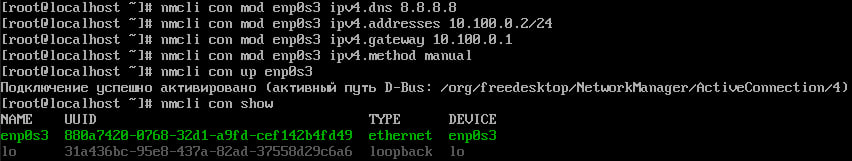 [root@localhost ~]# nmcli con mod enp0s3 ipv4.dns 8.8.8.8
[root@localhost ~]# nmcli con mod enp0s3 ipv4.addresses 10.100.0.2/24
[root@localhost ~]# nmcli con mod enp0s3 ipv4.gateway 10.100.0.1
[root@localhost ~]# nmcli con mod enp0s3 ipv4.method manual
[root@localhost ~]# nmcli con up enp0s3
Подключение успешно активировано (активный путь D-Bus: /org/freedesktop/NetworkManager/ActiveConnection/4)
[root@localhost ~]# nmcli con show
NAME UUID TYPE DEVICE
enp0s3 880a7420-0768-32d1-a9fd-cef142b4fd49 ethernet enp0s3
lo 31a436bc-95e8-437a-82ad-37558d29c6a6 loopback lo